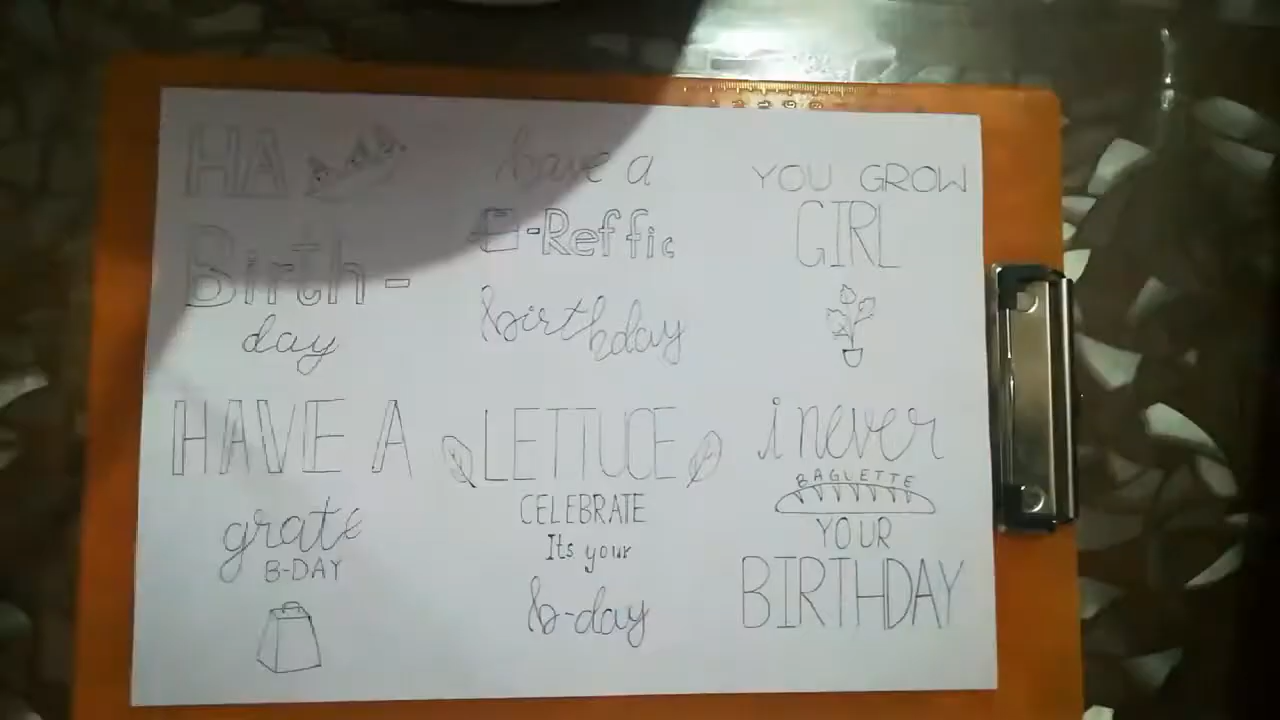 HA
Birth-
day
have a
-Reffic
birthday
YOU GROW
GIRL
HAVE A
grate
B-DAY
LETTUCE
CELEBRATE
Its your
b-day
i never
BAGUETTE
YOUR
BIRTHDAY